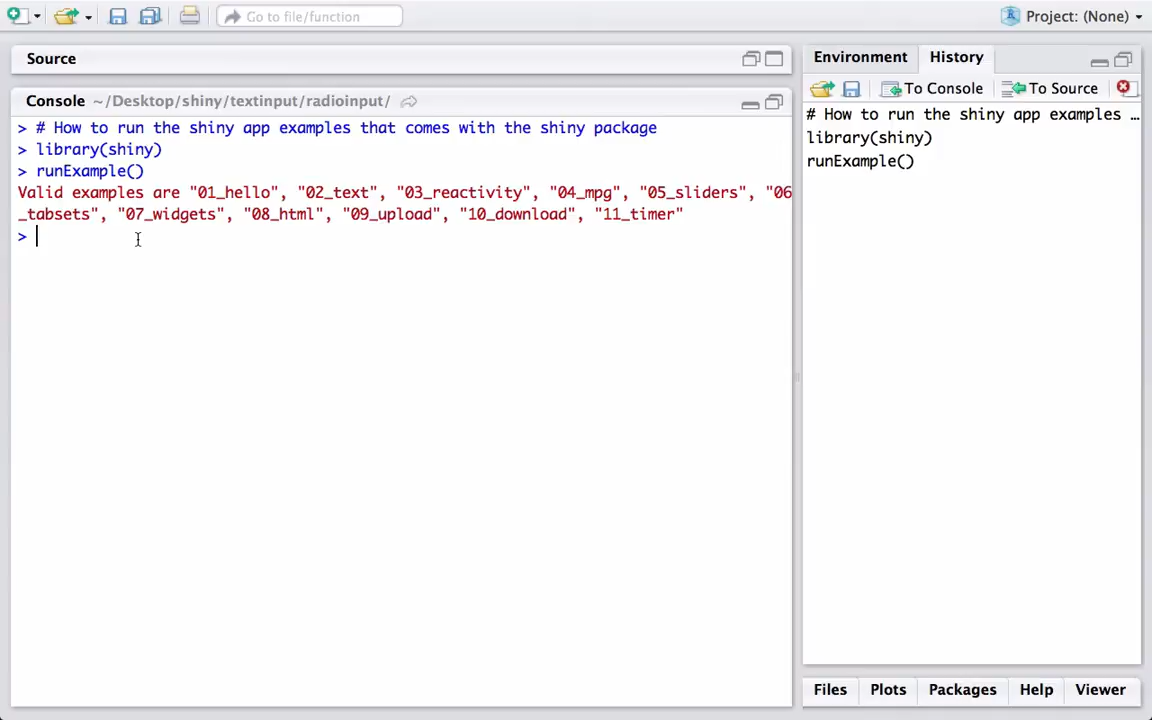 Go to file/function
Project: (None)
Source
Console ~/Desktop/shiny/textinput/radioinput/
> # How to run the shiny app examples that comes with the shiny package
> library(shiny)
> runExample()
Valid examples are "01_hello", "02_text", "03_reactivity", "04_mpg", "05_sliders", "06
_tabsets", "07_widgets", "08_html", "09_upload", "10_download", "11_timer"
>
Environment History
To Console To Source
# How to run the shiny app examples …
library(shiny)
runExample()
Files Plots Packages Help Viewer